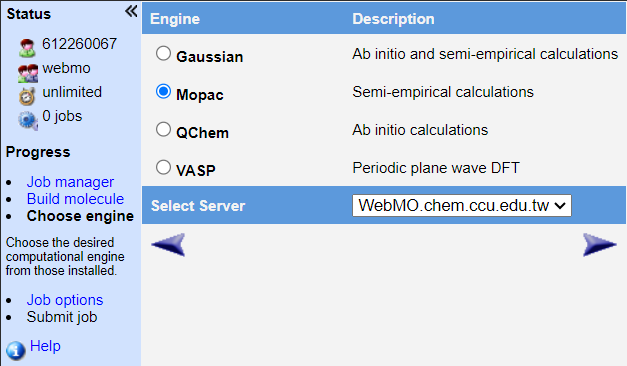 Status
612260067
webmo
unlimited
0 jobs
Progress
Job manager
Build molecule
Choose engine
Choose the desired
computational engine
from those installed.
Job options
Submit job
Help
Engine Description
Gaussian Ab initio and semi-empirical calculations
Mopac Semi-empirical calculations
QChem Ab initio calculations
VASP Periodic plane wave DFT
Select Server WebMO.chem.ccu.edu.tw